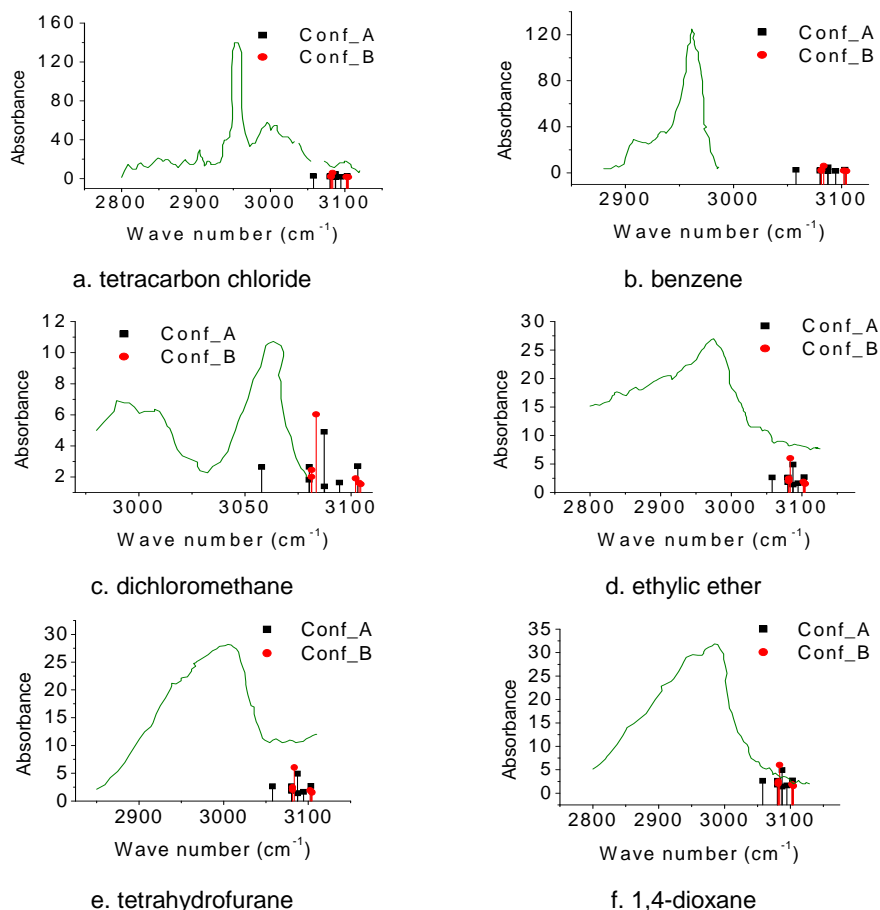 160
120
80
40
0
Absorbance
Conf_A
Conf_B
2800 2900 3000 3100
Wave number (cm-1)
a. tetracarbon chloride
120
80
40
0
Absorbance
Conf_A
Conf_B
2900 3000 3100
Wave number (cm-1)
b. benzene
12
10
8
6
4
2
Absorbance
Conf_A
Conf_B
3000 3050 3100
Wave number (cm-1)
c. dichloromethane
30
25
20
15
10
5
0
Absorbance
Conf_A
Conf_B
2800 2900 3000 3100
Wave number (cm-1)
d. ethylic ether
30
25
20
15
10
5
0
Absorbance
Conf_A
Conf_B
2900 3000 3100
Wave number (cm-1)
e. tetrahydrofurane
35
30
25
20
15
10
5
0
Absorbance
Conf_A
Conf_B
2800 2900 3000 3100
Wave number (cm-1)
f. 1,4-dioxane